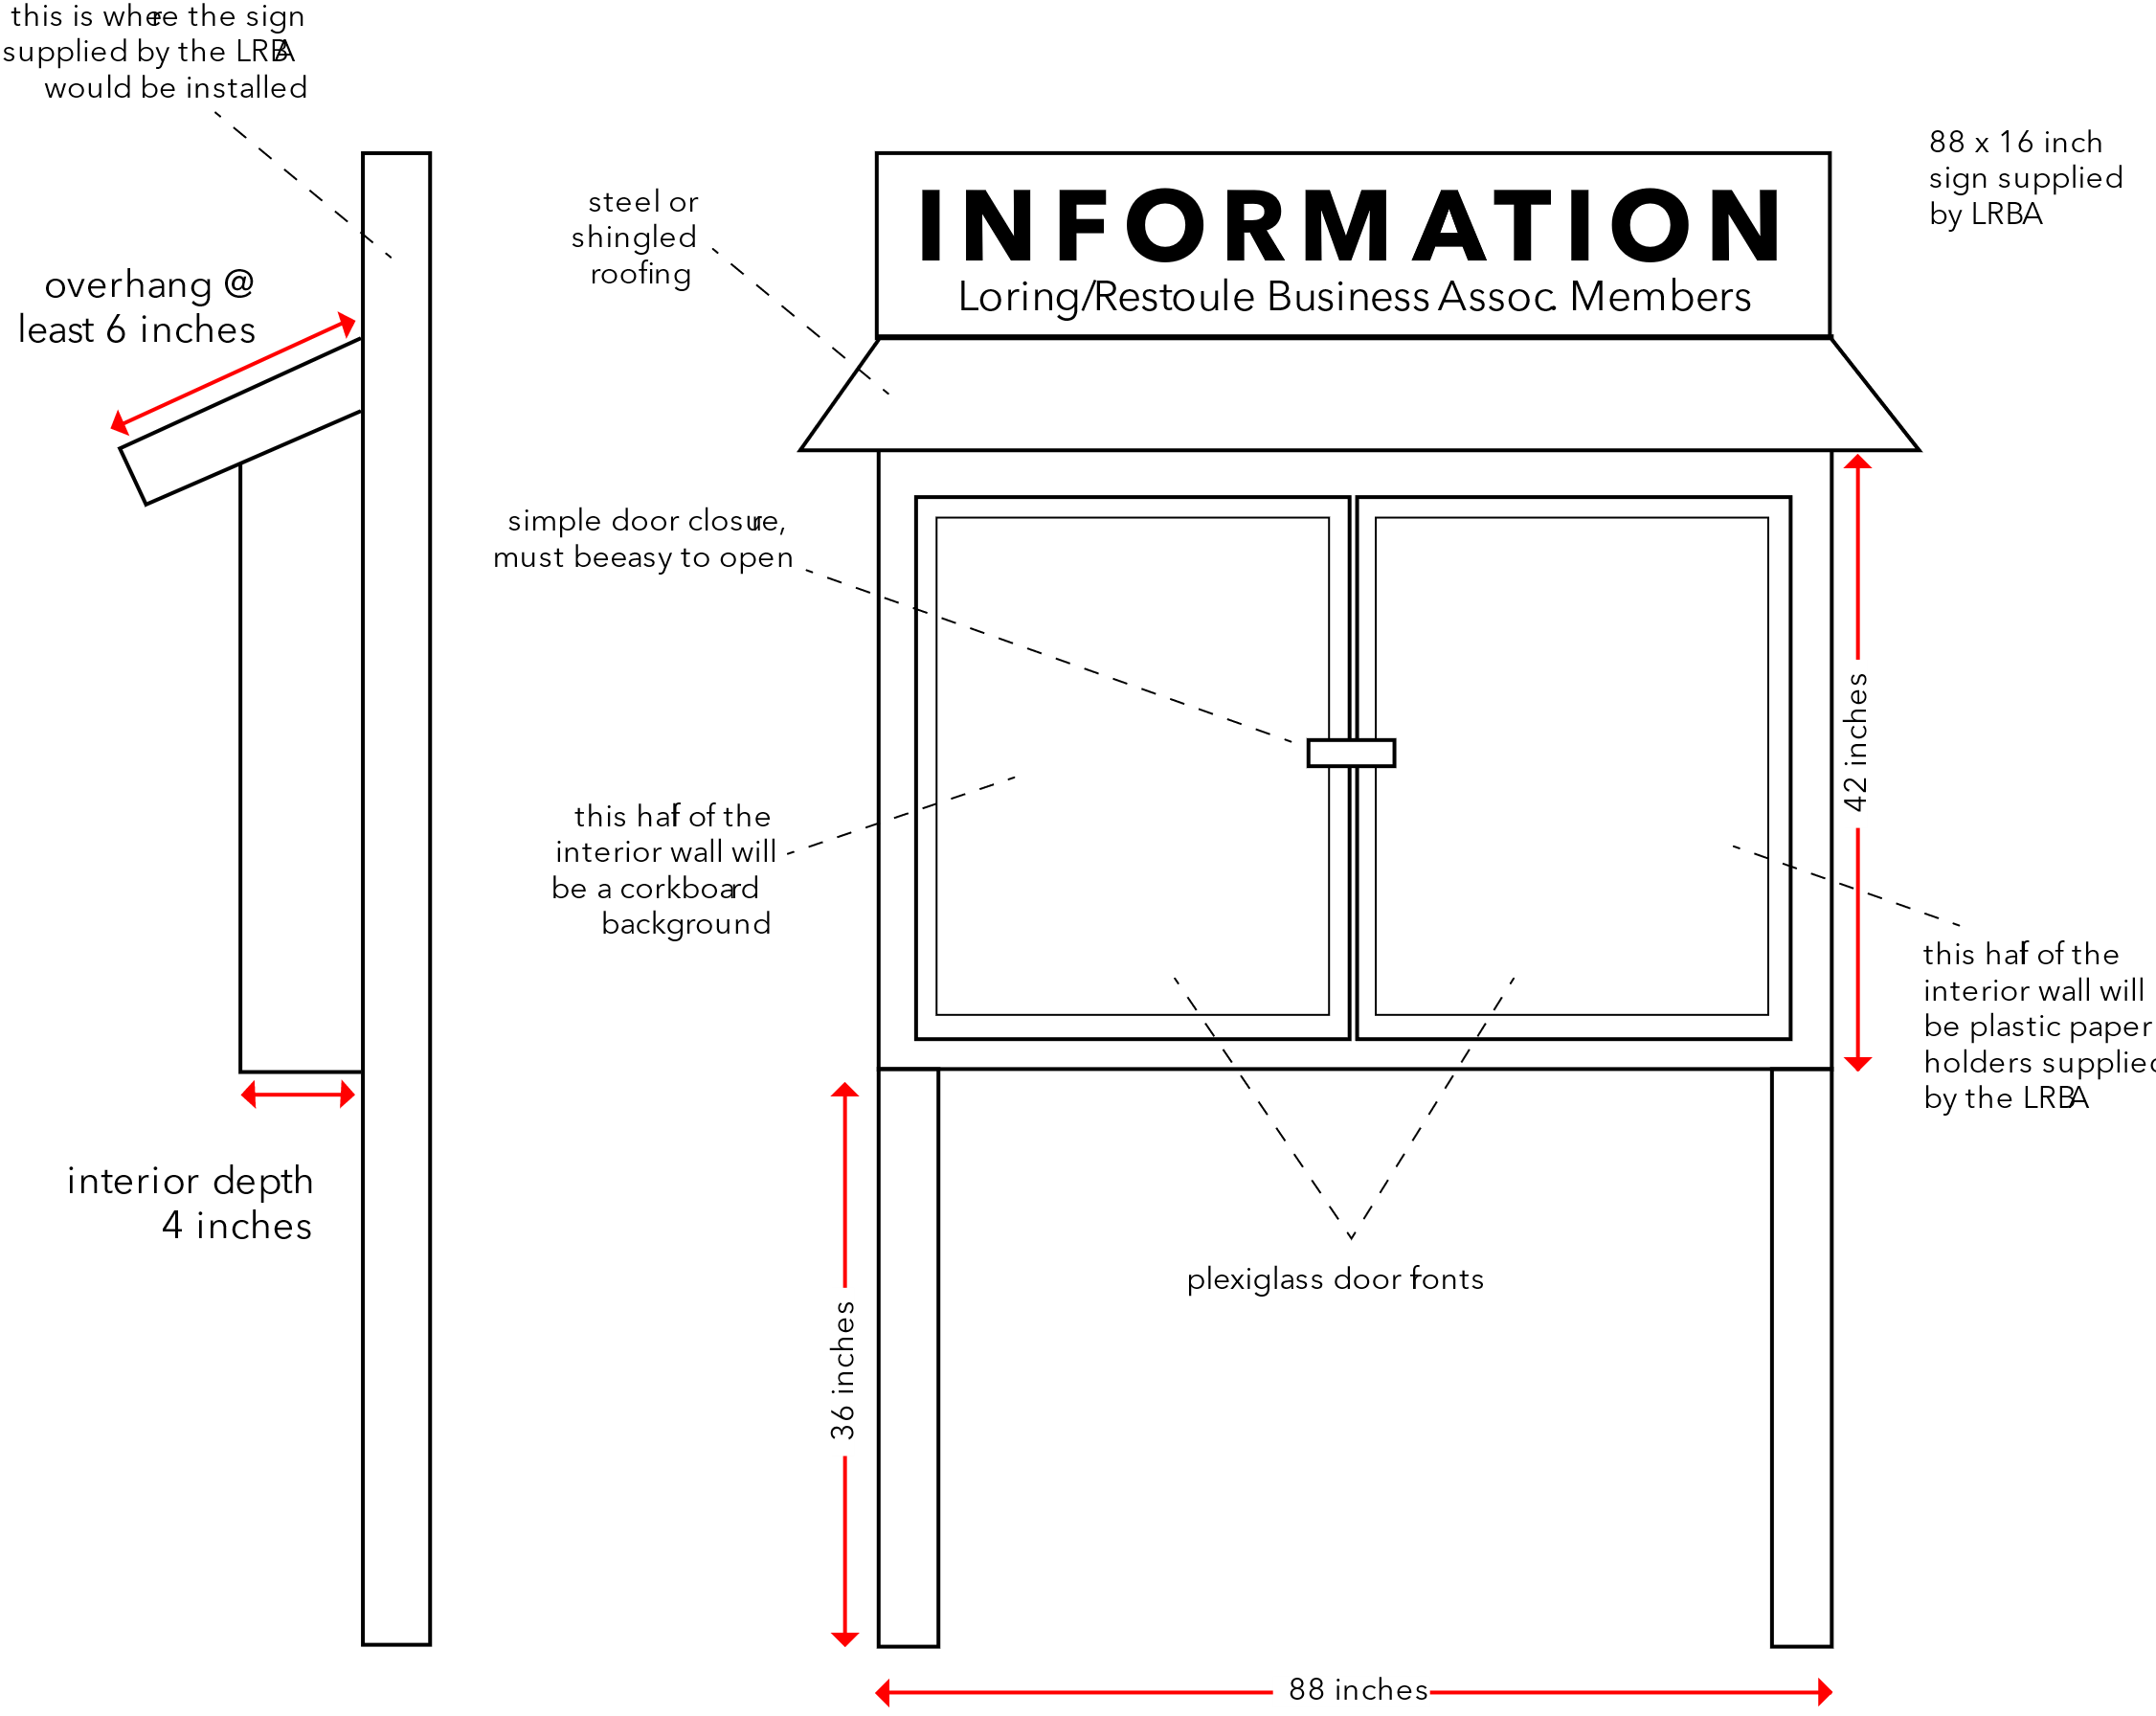 this is where the sign
supplied by the LRBA
would be installed
overhang @
least 6 inches
interior depth
4 inches
steel or
shingled
roofing
INFORMATION
Loring/Restoule Business Assoc. Members
88 x 16 inch
sign supplied
by LRBA
simple door closure,
must beeasy to open
this half of the
interior wall will
be a corkboard
background
42 inches
this half of the
interior wall will
be plastic paper
holders supplied
by the LRBA
plexiglass door fronts
36 inches
88 inches